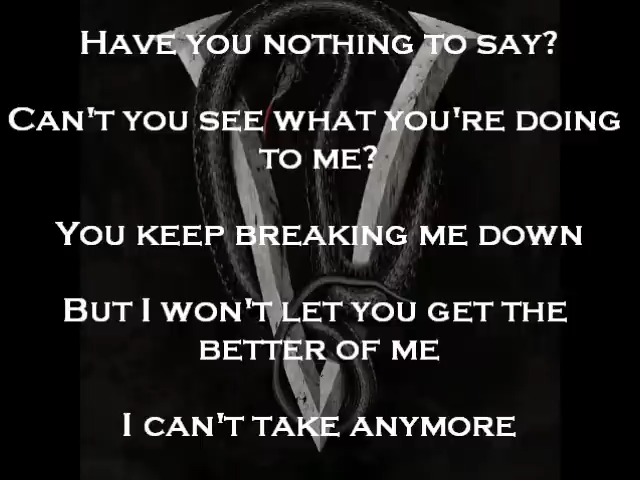 Have you nothing to say?
Can't you see what you're doing
to me?
You keep breaking me down
But I won't let you get the
better of me
I can't take anymore